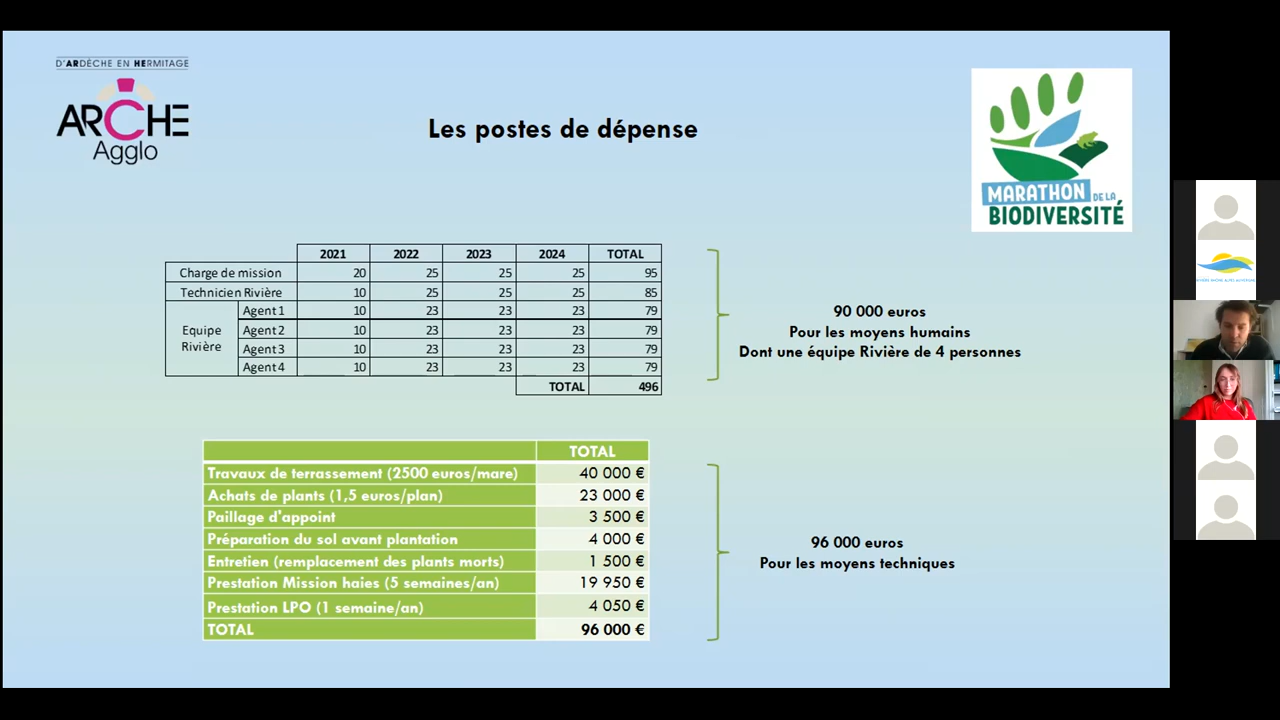 D'ARDÈCHE EN HERMITAGE
ARCHE
Agglo
Les postes de dépense
MARATHON DE LA
BIODIVERSITÉ
2021 2022 2023 2024 TOTAL
Charge de mission 20 25 25 25 95
Technicien Rivière 10 25 25 25 85
Equipe Rivière
Agent 1 10 23 23 23 79
Agent 2 10 23 23 23 79
Agent 3 10 23 23 23 79
Agent 4 10 23 23 23 79
TOTAL 496
90 000 euros
Pour les moyens humains
Dont une équipe Rivière de 4 personnes
TOTAL
Travaux de terrassement (2500 euros/mare) 40 000 €
Achats de plants (1,5 euros/plan) 23 000 €
Paillage d'appoint 3 500 €
Préparation du sol avant plantation 4 000 €
Entretien (remplacement des plants morts) 1 500 €
Prestation Mission haies (5 semaines/an) 19 950 €
Prestation LPO (1 semaine/an) 4 050 €
TOTAL 96 000 €
96 000 euros
Pour les moyens techniques